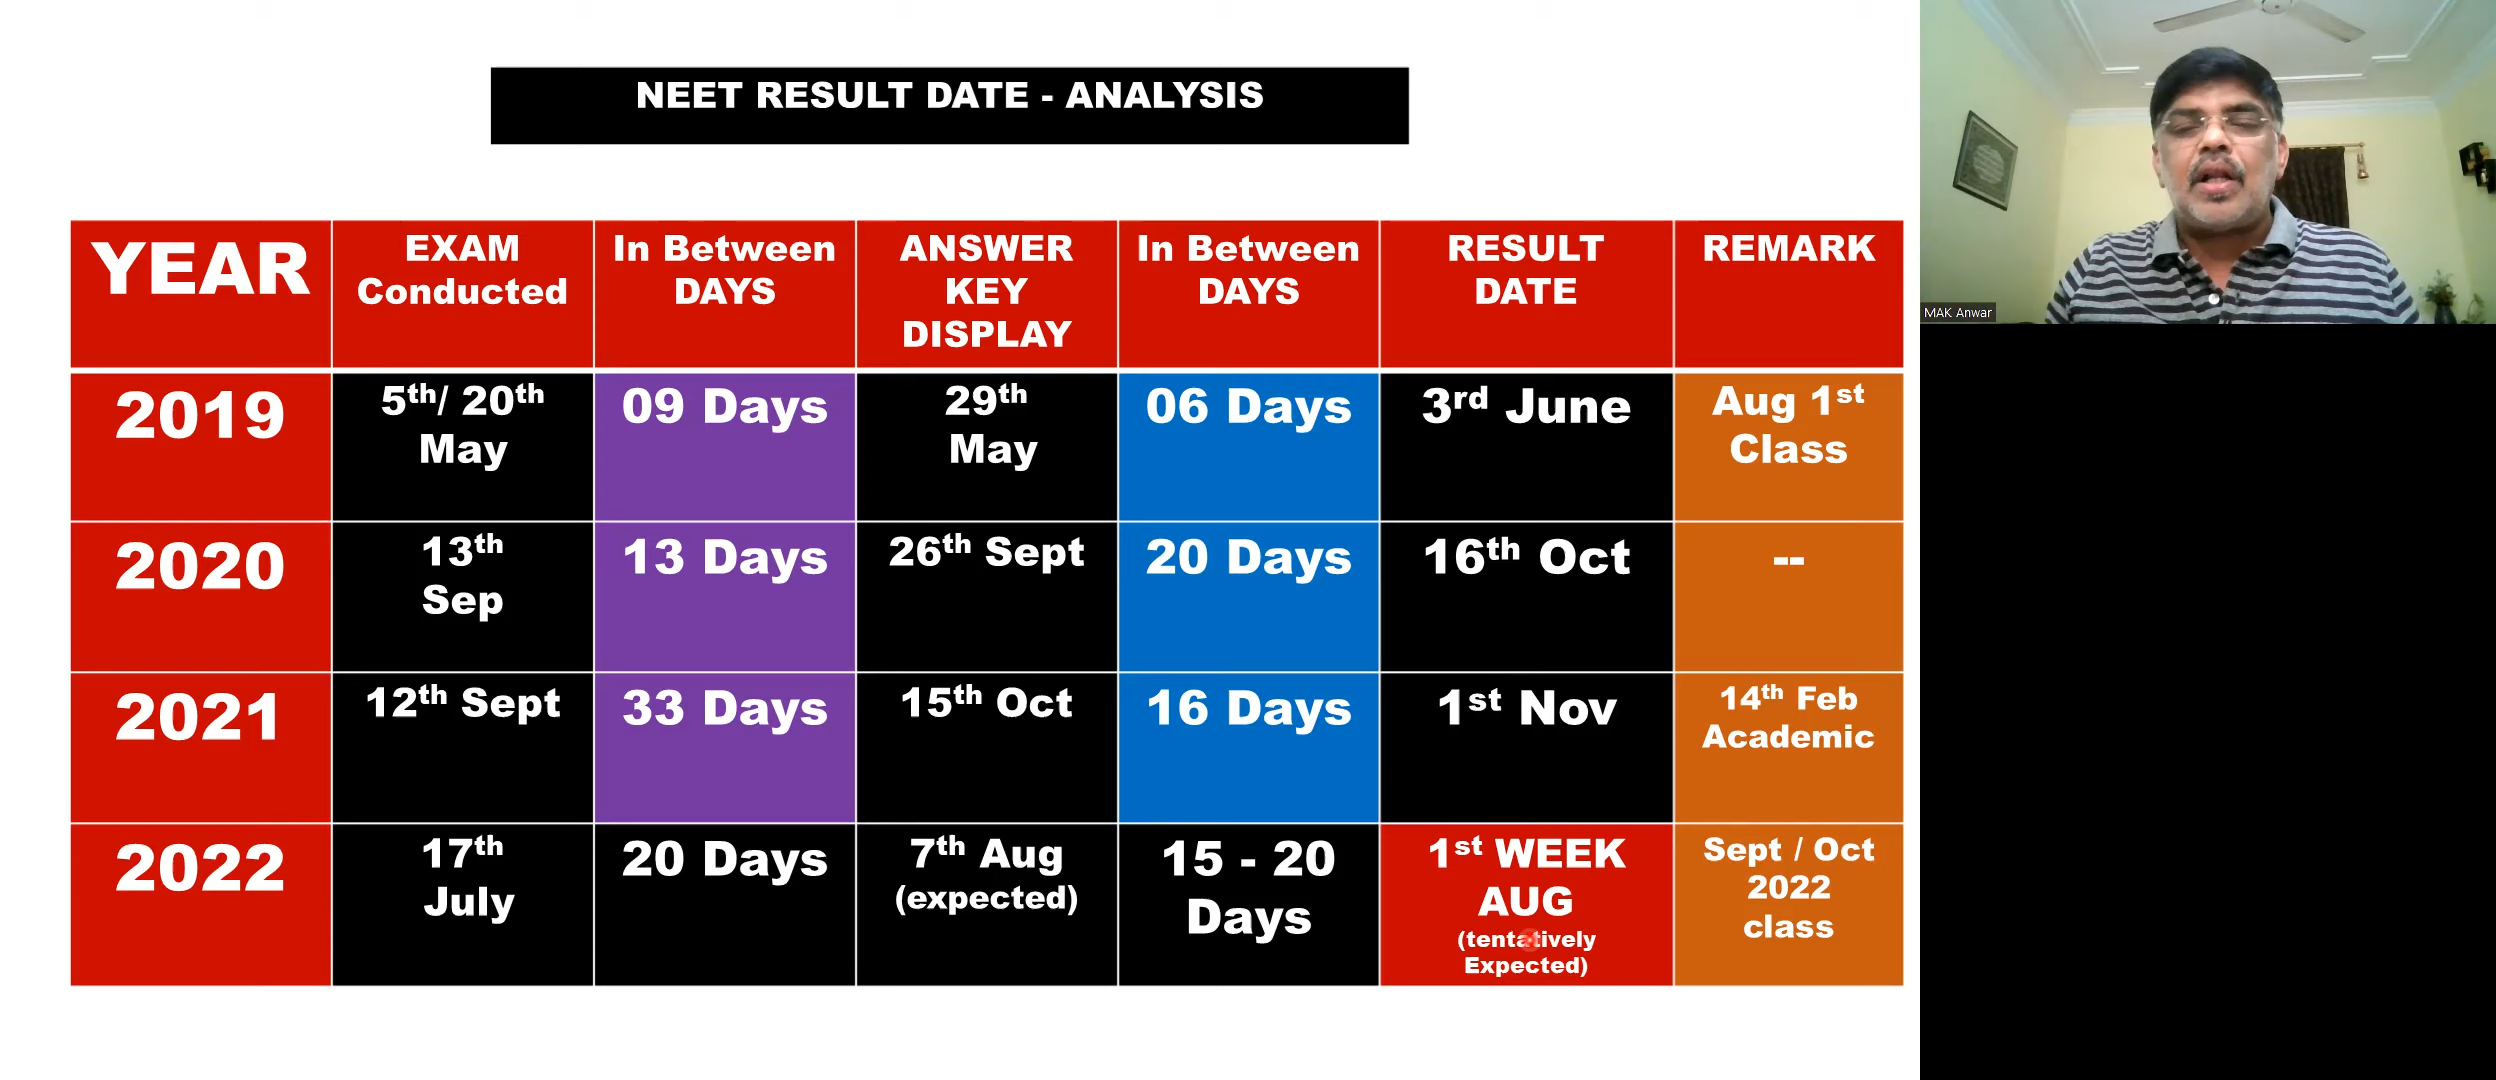 NEET RESULT DATE - ANALYSIS
YEAR
EXAM
Conducted
In Between
DAYS
ANSWER
KEY
DISPLAY
In Between
DAYS
RESULT
DATE
REMARK
2019
5th/ 20th
May
09 Days
29th
May
06 Days
3rd June
Aug 1st
Class
2020
13th
Sep
13 Days
26th Sept
20 Days
16th Oct
--
2021
12th Sept
33 Days
15th Oct
16 Days
1st Nov
14th Feb
Academic
2022
17th
July
20 Days
7th Aug
(expected)
15 - 20
Days
1st WEEK
AUG
(tentatively
Expected)
Sept / Oct
2022
class
MAK Anwar